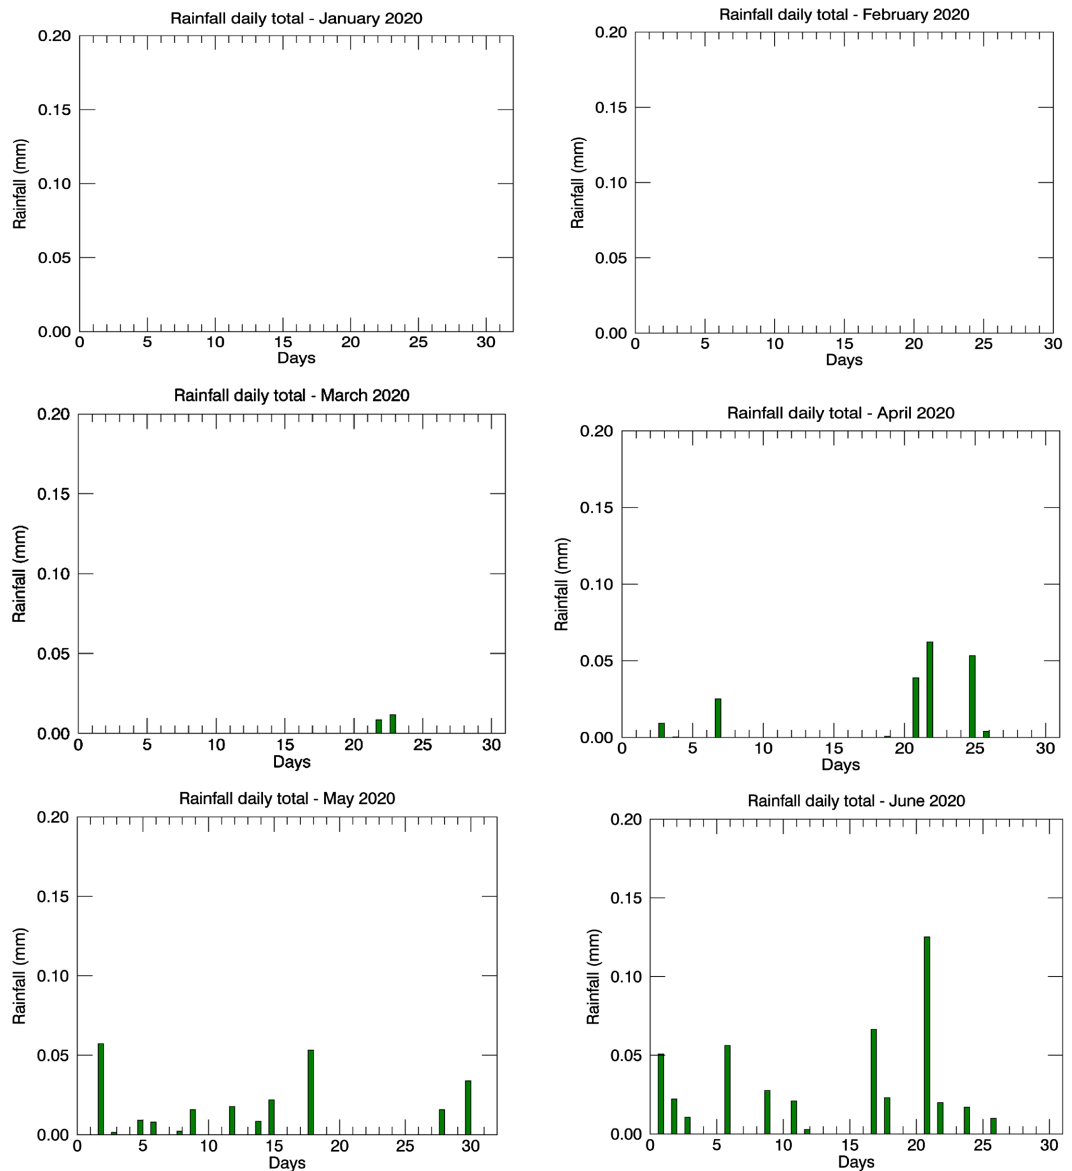 Rainfall daily total - January 2020
0.20
0.15
0.10
0.05
0.00
Rainfall (mm)
0 5 10 15 20 25 30
Days
Rainfall daily total - February 2020
0.20
0.15
0.10
0.05
0.00
Rainfall (mm)
0 5 10 15 20 25 30
Days
Rainfall daily total - March 2020
0.20
0.15
0.10
0.05
0.00
Rainfall (mm)
0 5 10 15 20 25 30
Days
Rainfall daily total - April 2020
0.20
0.15
0.10
0.05
0.00
Rainfall (mm)
0 5 10 15 20 25 30
Days
Rainfall daily total - May 2020
0.20
0.15
0.10
0.05
0.00
Rainfall (mm)
0 5 10 15 20 25 30
Days
Rainfall daily total - June 2020
0.20
0.15
0.10
0.05
0.00
Rainfall (mm)
0 5 10 15 20 25 30
Days